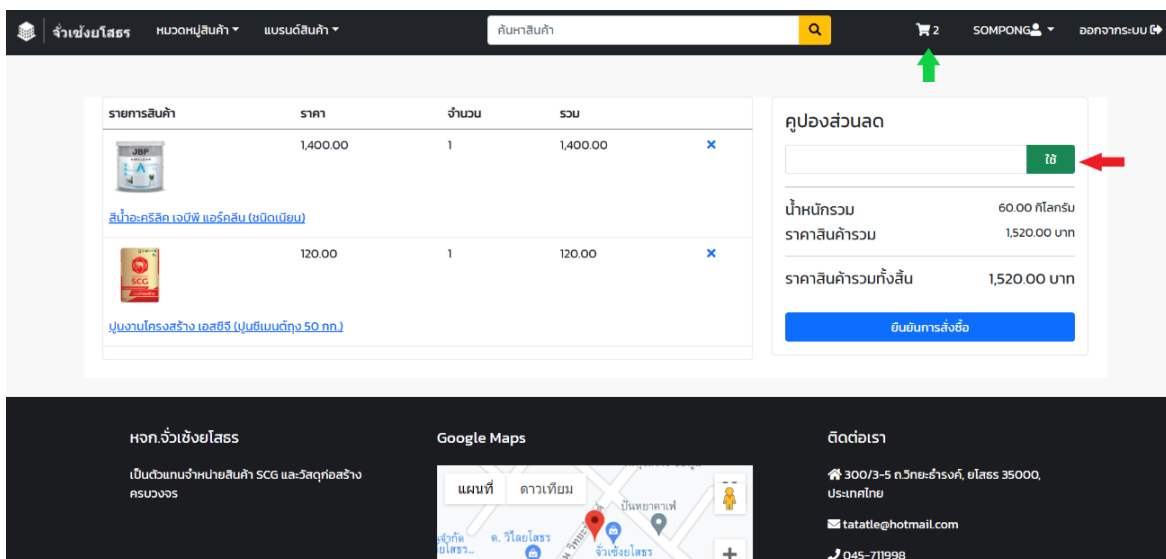 จั่วเซ้งยโสธร หมวดหมู่สินค้า แบรนด์สินค้า ค้นหาสินค้า 2 SOMPONG ออกจากระบบ
รายการสินค้า ราคา จำนวน รวม
JBP
1,400.00 1 1,400.00
สีน้ำอะครีลิค เจบีพี แอร์คลีน (ชนิดเนียน)
120.00 1 120.00
SCG
ปูนงานโครงสร้าง เอสซีจี (ปูนซีเมนต์ถุง 50 กก.)
คูปองส่วนลด
ใช้
น้ำหนักรวม 60.00 กิโลกรัม
ราคาสินค้ารวม 1,520.00 บาท
ราคาสินค้ารวมทั้งสิ้น 1,520.00 บาท
ยืนยันการสั่งซื้อ
หจก.จั่วเซ้งยโสธร
เป็นตัวแทนจำหน่ายสินค้า SCG และวัสดุก่อสร้าง
ครบวงจร
Google Maps
แผนที่ ดาวเทียม
ปันหยาคาเฟ่
ต. วิไลยโสธร
จั่วเซ้งยโสธร
ติดต่อเรา
300/3-5 ถ.วิทยะธำรงค์, ยโสธร 35000,
ประเทศไทย
tatatle@hotmail.com
045-711998